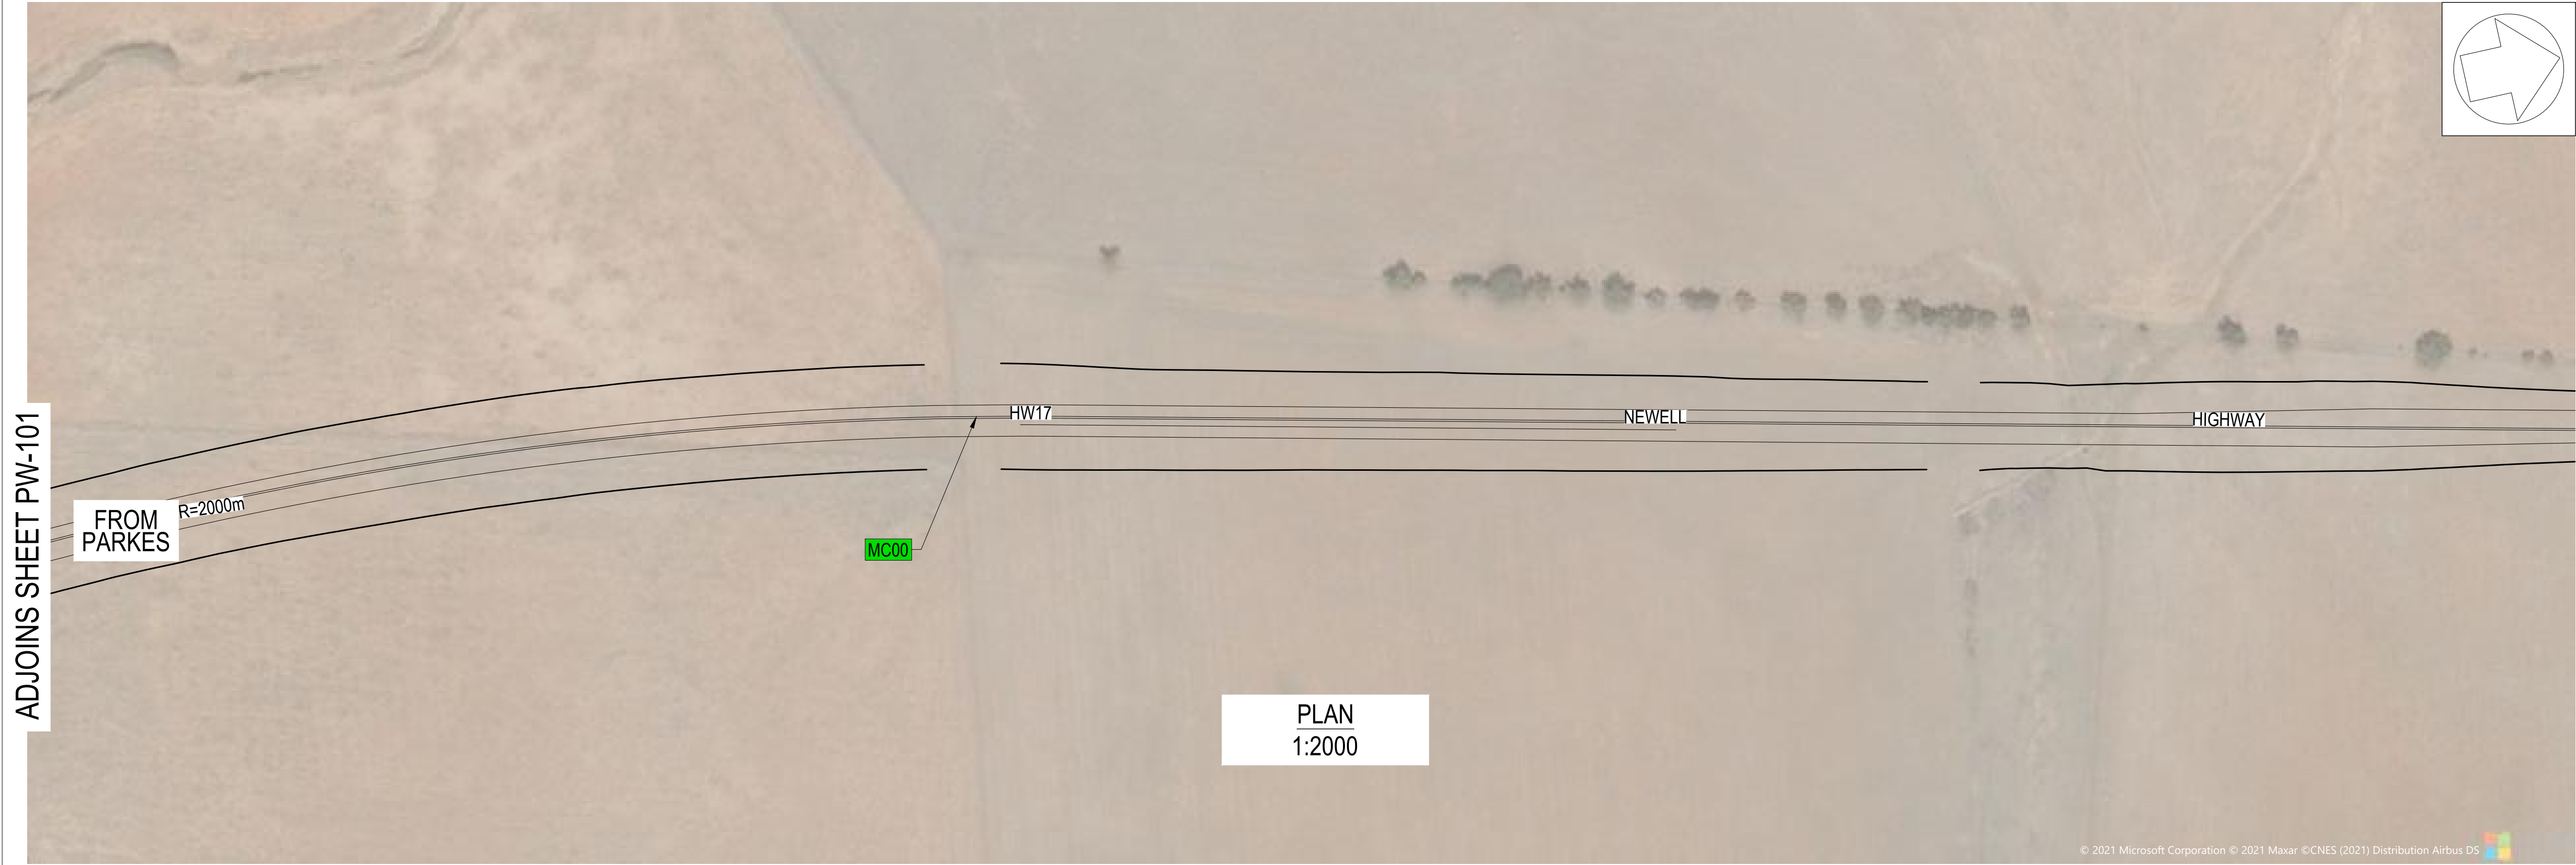 ADJOINS SHEET PW-101
FROM
PARKES
R=2000m
HW17
NEWELL
HIGHWAY
MC00
PLAN
1:2000
© 2021 Microsoft Corporation © 2021 Maxar ©CNES (2021) Distribution Airbus DS